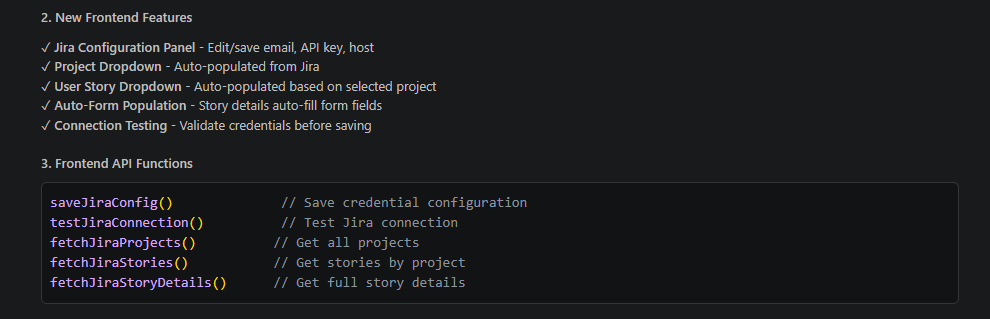 2. New Frontend Features
✓ Jira Configuration Panel - Edit/save email, API key, host
✓ Project Dropdown - Auto-populated from Jira
✓ User Story Dropdown - Auto-populated based on selected project
✓ Auto-Form Population - Story details auto-fill form fields
✓ Connection Testing - Validate credentials before saving
3. Frontend API Functions
saveJiraConfig() // Save credential configuration
testJiraConnection() // Test Jira connection
fetchJiraProjects() // Get all projects
fetchJiraStories() // Get stories by project
fetchJiraStoryDetails() // Get full story details